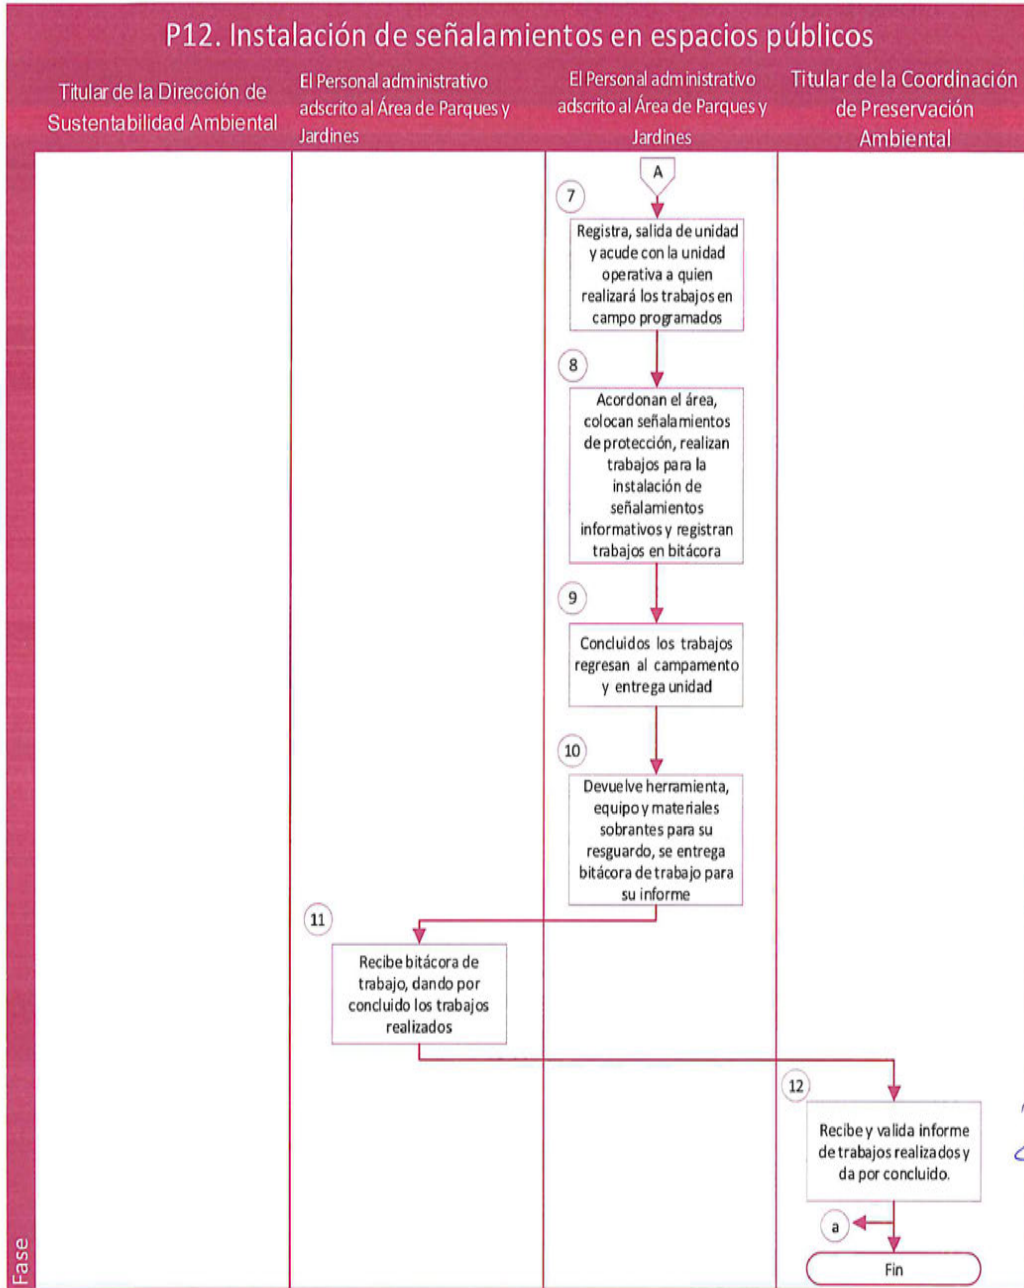 P12. Instalación de señalamientos en espacios públicos
Titular de la Dirección de
Sustentabilidad Ambiental
El Personal administrativo
adscrito al Área de Parques y
Jardines
El Personal administrativo
adscrito al Área de Parques y
Jardines
Titular de la Coordinación
de Preservación
Ambiental
A
7
Registra, salida de unidad
y acude con la unidad
operativa a quien
realizará los trabajos en
campo programados
8
Acordonan el área,
colocan señalamientos
de protección, realizan
trabajos para la
instalación de
señalamientos
informativos y registran
trabajos en bitácora
9
Concluidos los trabajos
regresan al campamento
y entrega unidad
10
Devuelve herramienta,
equipo y materiales
sobrantes para su
resguardo, se entrega
bitácora de trabajo para
su informe
11
Recibe bitácora de
trabajo, dando por
concluido los trabajos
realizados
12
Recibe y valida informe
de trabajos realizados y
da por concluido.
a
Fin
Fase